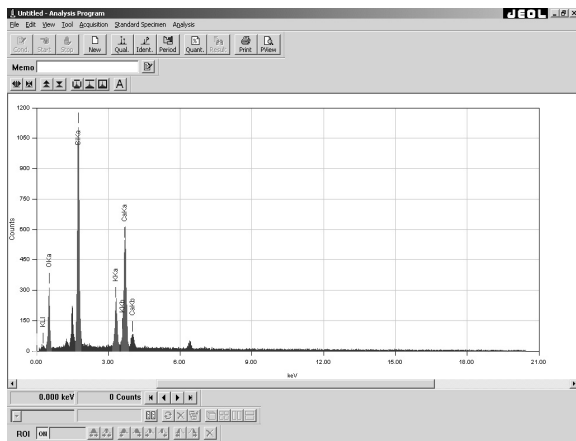 Untitled - Analysis Program
JEOL
File Edit View Tool Acquisition Standard Specimen Analysis
Cond. Start Stop New Qual. Ident. Period Quant. Result. Print PView
Memo
A
1200
1050
900
750
600
450
300
150
0
Counts
KLl
OKa
SiKa
KKa
KKb
CaKa
CaKb
0.00 3.00 6.00 9.00 12.00 15.00 18.00 21.00
keV
0.000 keV 0 Counts
ROI ON